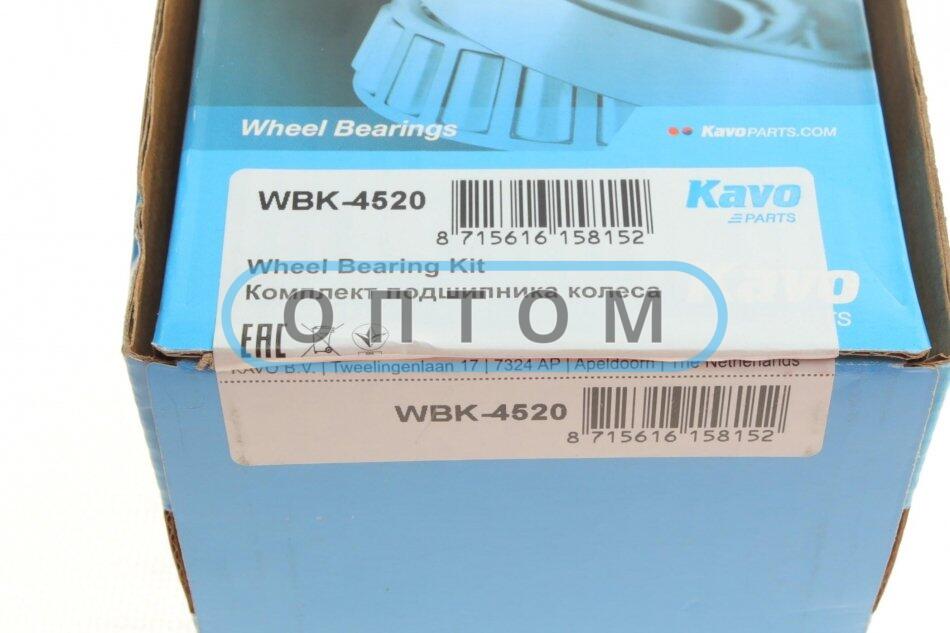 Wheel Bearings
KavoPARTS.COM
WBK-4520
8 715616 158152
Kavo
PARTS
Wheel Bearing Kit
Комплект подшипника колеса
Kavo
ОПТОМ
EAC
KAVO B.V. | Tweelingenlaan 17 | 7324 AP | Apeldoorn | The Netherlands
WBK-4520
8 715616 158152